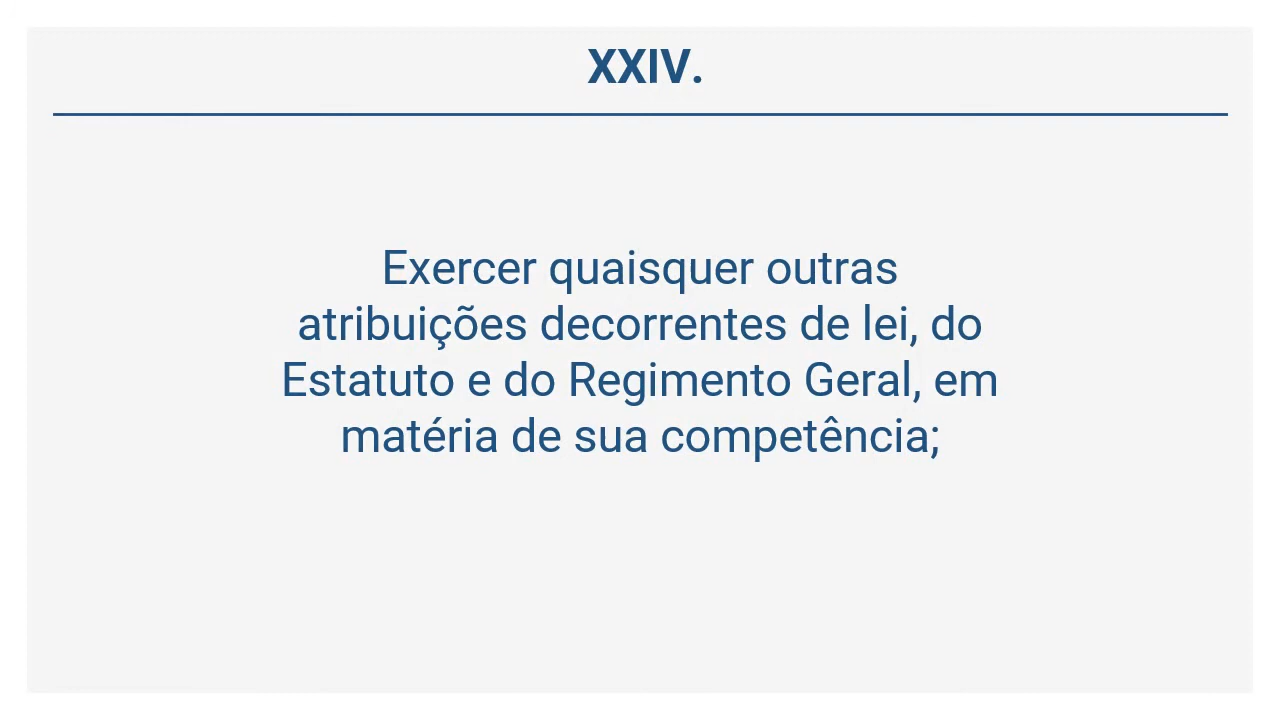 XXIV.
Exercer quaisquer outras
atribuições decorrentes de lei, do
Estatuto e do Regimento Geral, em
matéria de sua competência;